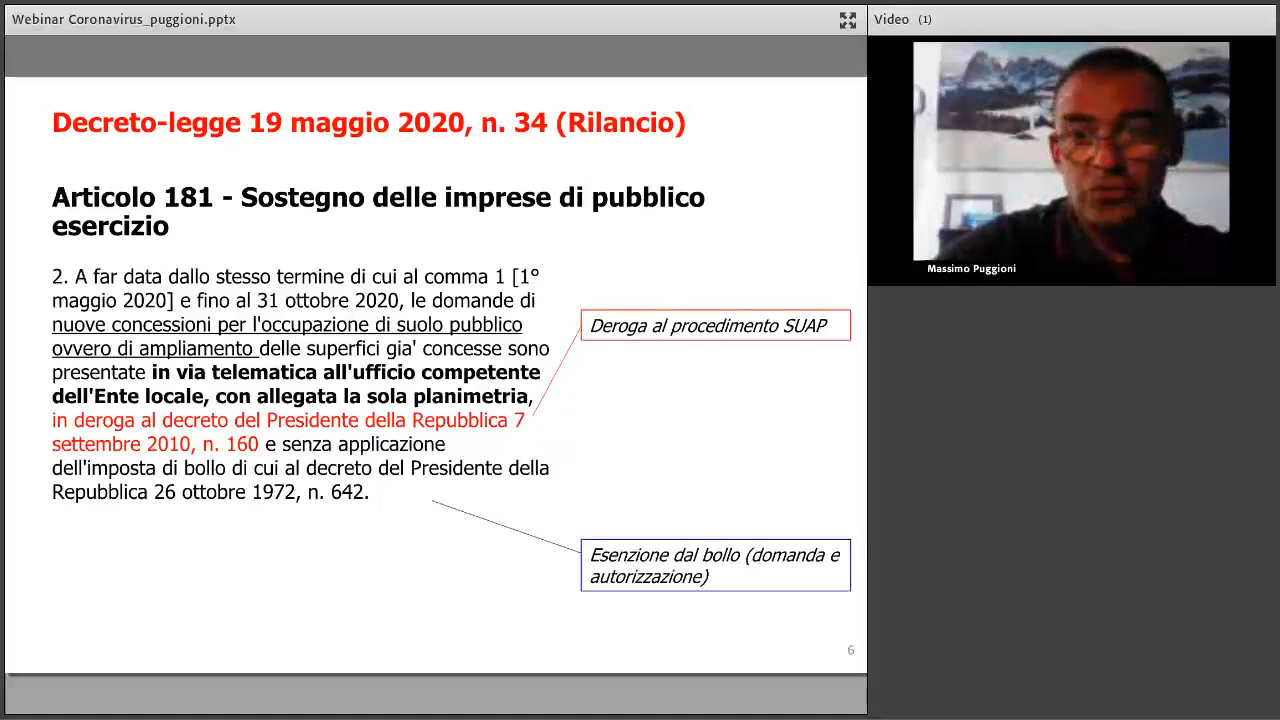 Webinar Coronavirus_puggioni.pptx
Video (1)
Decreto-legge 19 maggio 2020, n. 34 (Rilancio)
Articolo 181 - Sostegno delle imprese di pubblico
esercizio
2. A far data dallo stesso termine di cui al comma 1 [1°
maggio 2020] e fino al 31 ottobre 2020, le domande di
nuove concessioni per l'occupazione di suolo pubblico
ovvero di ampliamento delle superfici gia' concesse sono
presentate in via telematica all'ufficio competente
dell'Ente locale, con allegata la sola planimetria,
in deroga al decreto del Presidente della Repubblica 7
settembre 2010, n. 160 e senza applicazione
dell'imposta di bollo di cui al decreto del Presidente della
Repubblica 26 ottobre 1972, n. 642.
Deroga al procedimento SUAP
Esenzione dal bollo (domanda e
autorizzazione)
6
Massimo Puggioni